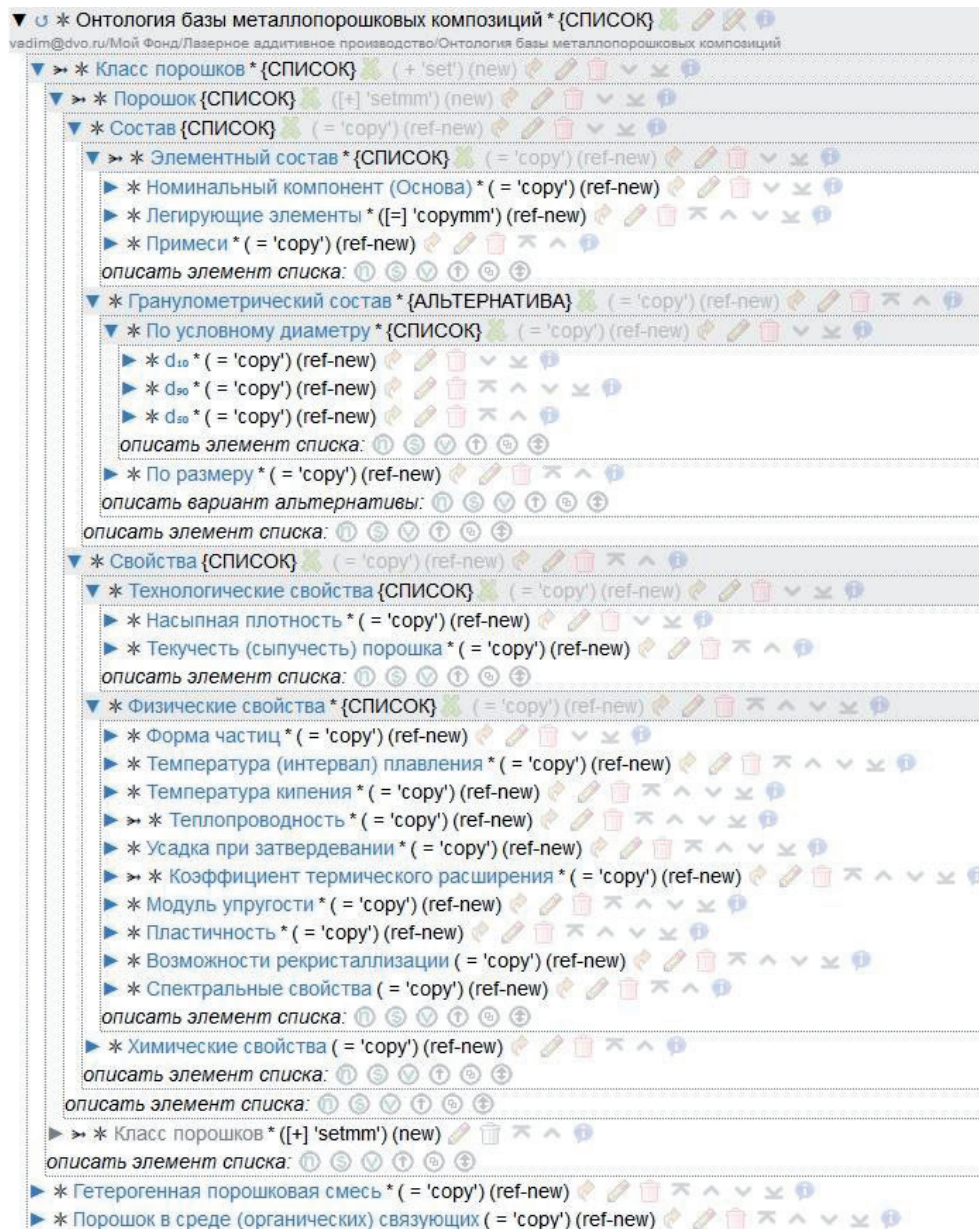 ▼ ↺ * Онтология базы металлопорошковых композиций * {СПИСОК}
vadim@dvo.ru/Мой Фонд/Лазерное аддитивное производство/Онтология базы металлопорошковых композиций
▼ ➳ * Класс порошков * {СПИСОК} ( + 'set') (new)
▼ ➳ * Порошок {СПИСОК} ([+] 'setmm') (new)
▼ * Состав {СПИСОК} ( = 'copy') (ref-new)
▼ ➳ * Элементный состав * {СПИСОК} ( = 'copy') (ref-new)
▶ * Номинальный компонент (Основа) * ( = 'copy') (ref-new)
▶ * Легирующие элементы * ([=] 'copymm') (ref-new)
▶ * Примеси * ( = 'copy') (ref-new)
описать элемент списка:
▼ * Гранулометрический состав * {АЛЬТЕРНАТИВА} ( = 'copy') (ref-new)
▼ * По условному диаметру * {СПИСОК} ( = 'copy') (ref-new)
▶ * d₁₀ * ( = 'copy') (ref-new)
▶ * d₉₀ * ( = 'copy') (ref-new)
▶ * d₅₀ * ( = 'copy') (ref-new)
описать элемент списка:
▶ * По размеру * ( = 'copy') (ref-new)
описать вариант альтернативы:
описать элемент списка:
▼ * Свойства {СПИСОК} ( = 'copy') (ref-new)
▼ * Технологические свойства {СПИСОК} ( = 'copy') (ref-new)
▶ * Насыпная плотность * ( = 'copy') (ref-new)
▶ * Текучесть (сыпучесть) порошка * ( = 'copy') (ref-new)
описать элемент списка:
▼ * Физические свойства * {СПИСОК} ( = 'copy') (ref-new)
▶ * Форма частиц * ( = 'copy') (ref-new)
▶ * Температура (интервал) плавления * ( = 'copy') (ref-new)
▶ * Температура кипения * ( = 'copy') (ref-new)
▶ ➳ * Теплопроводность * ( = 'copy') (ref-new)
▶ * Усадка при затвердевании * ( = 'copy') (ref-new)
▶ ➳ * Коэффициент термического расширения * ( = 'copy') (ref-new)
▶ * Модуль упругости * ( = 'copy') (ref-new)
▶ * Пластичность * ( = 'copy') (ref-new)
▶ * Возможности рекристаллизации ( = 'copy') (ref-new)
▶ * Спектральные свойства ( = 'copy') (ref-new)
описать элемент списка:
▶ * Химические свойства ( = 'copy') (ref-new)
описать элемент списка:
описать элемент списка:
▶ ➳ * Класс порошков * ([+] 'setmm') (new)
описать элемент списка:
▶ * Гетерогенная порошковая смесь * ( = 'copy') (ref-new)
▶ * Порошок в среде (органических) связующих ( = 'copy') (ref-new)